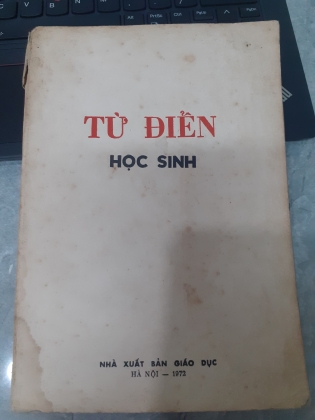 TỪ ĐIỂN
HỌC SINH
NHÀ XUẤT BẢN GIÁO DỤC
HÀ NỘI — 1972